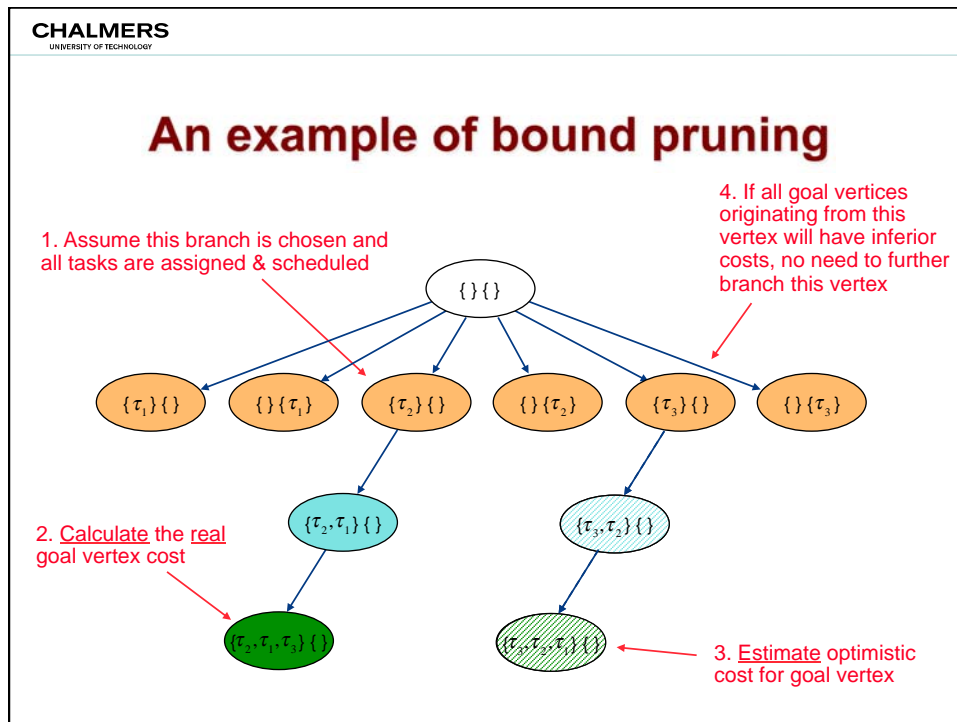 CHALMERS
UNIVERSITY OF TECHNOLOGY
An example of bound pruning
4. If all goal vertices
originating from this
vertex will have inferior
costs, no need to further
branch this vertex
1. Assume this branch is chosen and
all tasks are assigned & scheduled
{ } { }
{τ₁} { }
{ } {τ₁}
{τ₂} { }
{ } {τ₂}
{τ₃} { }
{ } {τ₃}
{τ₂, τ₁} { }
{τ₃, τ₂} { }
2. Calculate the real
goal vertex cost
{τ₂, τ₁, τ₃} { }
{τ₃, τ₂, τ₁} { }
3. Estimate optimistic
cost for goal vertex